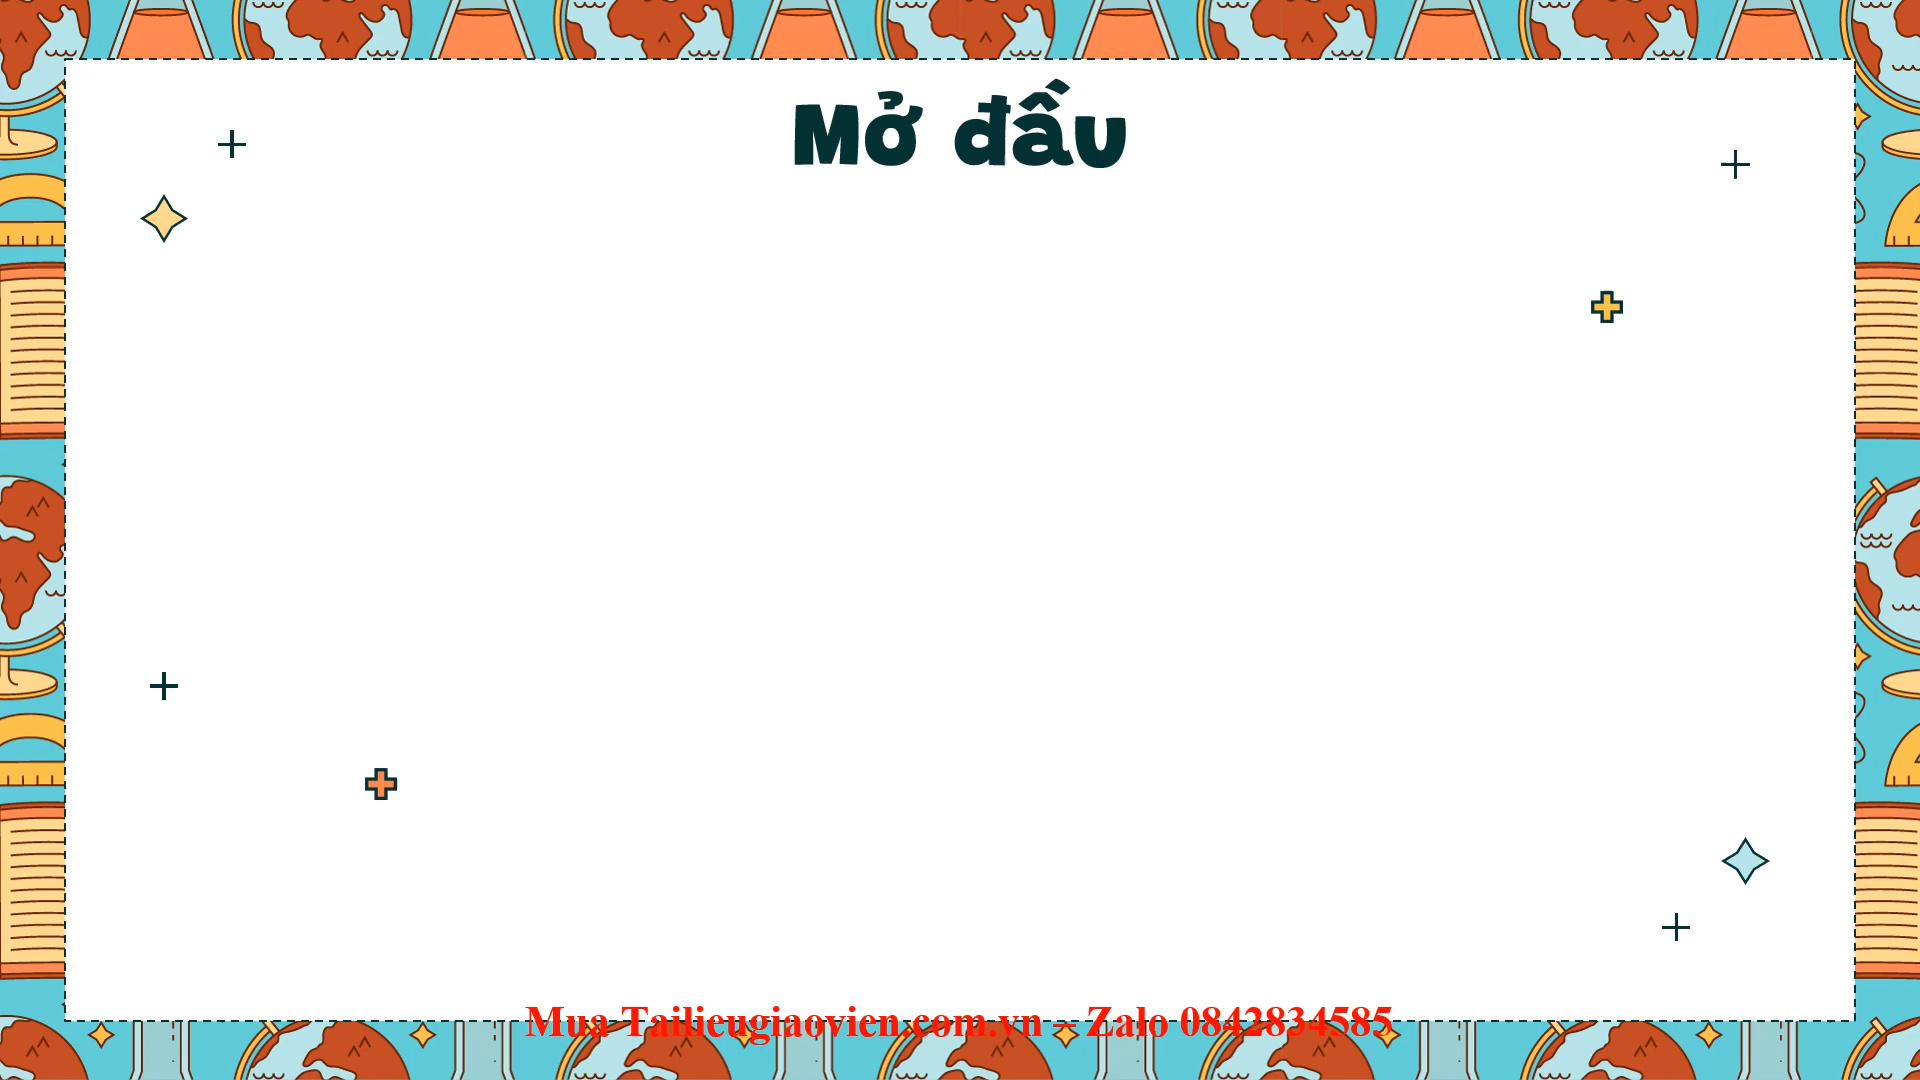 Mở đầu
Mua Tailieugiaovien.com.vn – Zalo 0842834585